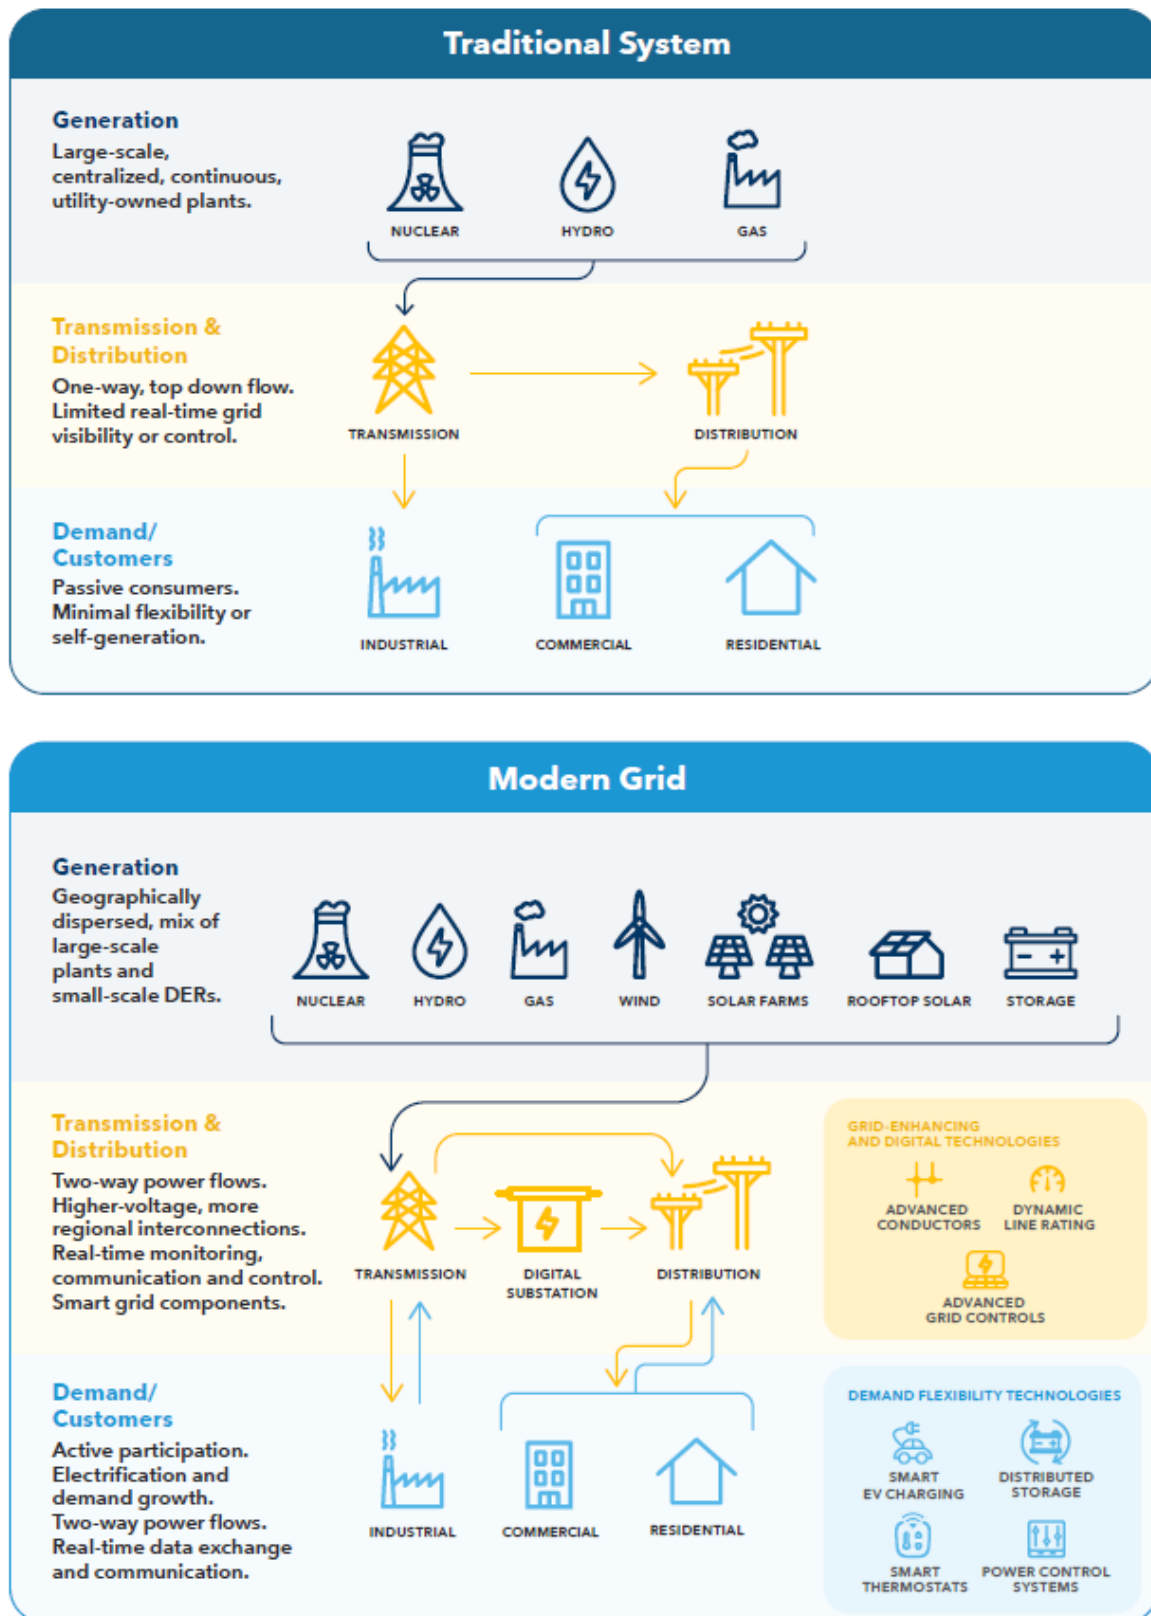 Traditional System
Generation
Large-scale,
centralized, continuous,
utility-owned plants.
NUCLEAR
HYDRO
GAS
Transmission &
Distribution
One-way, top down flow.
Limited real-time grid
visibility or control.
TRANSMISSION
DISTRIBUTION
Demand/
Customers
Passive consumers.
Minimal flexibility or
self-generation.
INDUSTRIAL
COMMERCIAL
RESIDENTIAL
Modern Grid
Generation
Geographically
dispersed, mix of
large-scale
plants and
small-scale DERs.
NUCLEAR
HYDRO
GAS
WIND
SOLAR FARMS
ROOFTOP SOLAR
STORAGE
Transmission &
Distribution
Two-way power flows.
Higher-voltage, more
regional interconnections.
Real-time monitoring,
communication and control.
Smart grid components.
TRANSMISSION
DIGITAL
SUBSTATION
DISTRIBUTION
GRID-ENHANCING
AND DIGITAL TECHNOLOGIES
ADVANCED
CONDUCTORS
DYNAMIC
LINE RATING
ADVANCED
GRID CONTROLS
Demand/
Customers
Active participation.
Electrification and
demand growth.
Two-way power flows.
Real-time data exchange
and communication.
INDUSTRIAL
COMMERCIAL
RESIDENTIAL
DEMAND FLEXIBILITY TECHNOLOGIES
SMART
EV CHARGING
DISTRIBUTED
STORAGE
SMART
THERMOSTATS
POWER CONTROL
SYSTEMS